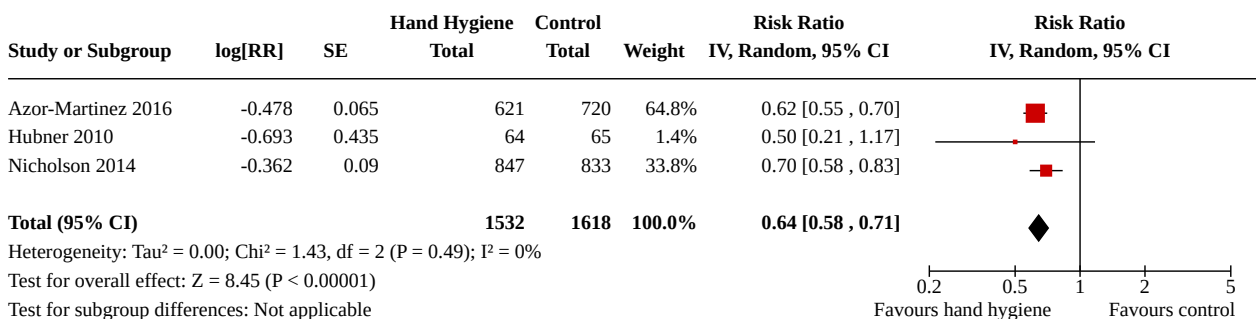 Hand Hygiene Control Risk Ratio Risk Ratio
Study or Subgroup log[RR] SE Total Total Weight IV, Random, 95% CI IV, Random, 95% CI
Azor-Martinez 2016 -0.478 0.065 621 720 64.8% 0.62 [0.55 , 0.70]
Hubner 2010 -0.693 0.435 64 65 1.4% 0.50 [0.21 , 1.17]
Nicholson 2014 -0.362 0.09 847 833 33.8% 0.70 [0.58 , 0.83]
Total (95% CI) 1532 1618 100.0% 0.64 [0.58 , 0.71]
Heterogeneity: Tau² = 0.00; Chi² = 1.43, df = 2 (P = 0.49); I² = 0%
Test for overall effect: Z = 8.45 (P < 0.00001) 0.2 0.5 1 2 5
Test for subgroup differences: Not applicable Favours hand hygiene Favours control